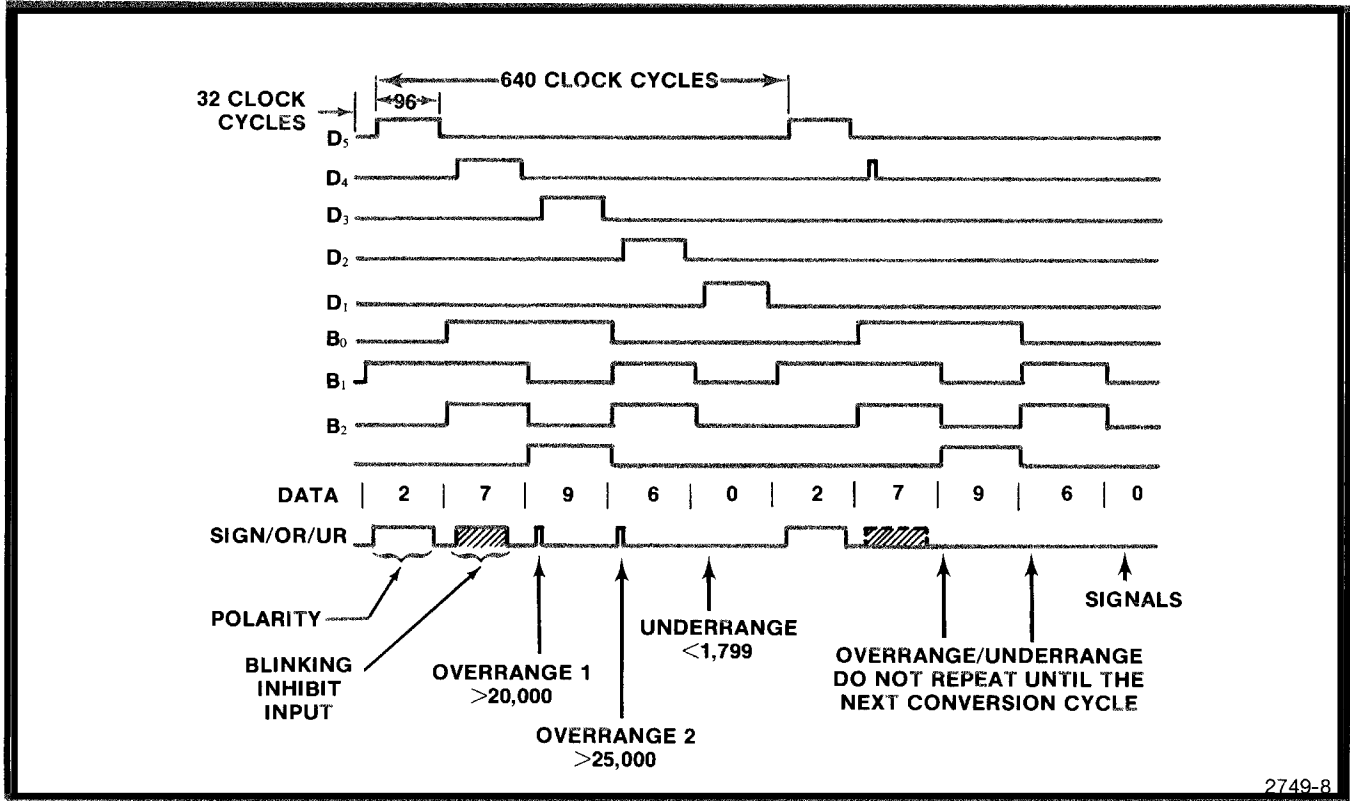 640 CLOCK CYCLES
32 CLOCK
CYCLES
96
D₅
D₄
D₃
D₂
D₁
B₀
B₁
B₂
DATA | 2 | 7 | 9 | 6 | 0 | 2 | 7 | 9 | 6 | 0
SIGN/OR/UR
POLARITY
BLINKING
INHIBIT
INPUT
OVERRANGE 1
>20,000
OVERRANGE 2
>25,000
UNDERRANGE
<1,799
OVERRANGE/UNDERRANGE
DO NOT REPEAT UNTIL THE
NEXT CONVERSION CYCLE
SIGNALS
2749-8